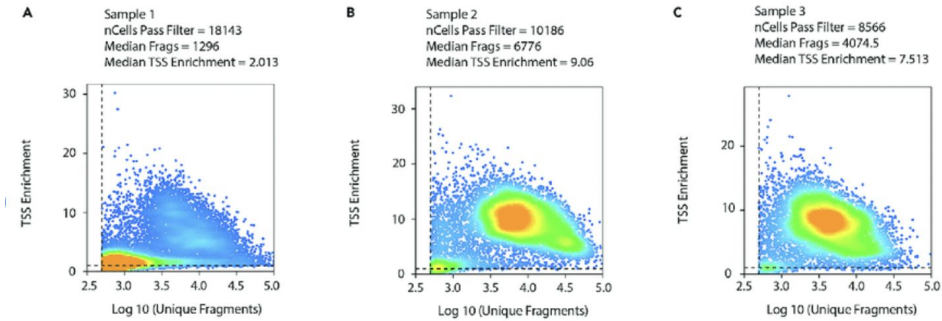 A
Sample 1
nCells Pass Filter = 18143
Median Frags = 1296
Median TSS Enrichment = 2.013
30
20
10
0
TSS Enrichment
2.5 3.0 3.5 4.0 4.5 5.0
Log 10 (Unique Fragments)
B
Sample 2
nCells Pass Filter = 10186
Median Frags = 6776
Median TSS Enrichment = 9.06
30
20
10
0
TSS Enrichment
2.5 3.0 3.5 4.0 4.5 5.0
Log 10 (Unique Fragments)
C
Sample 3
nCells Pass Filter = 8566
Median Frags = 4074.5
Median TSS Enrichment = 7.513
20
10
0
TSS Enrichment
2.5 3.0 3.5 4.0 4.5 5.0
Log 10 (Unique Fragments)